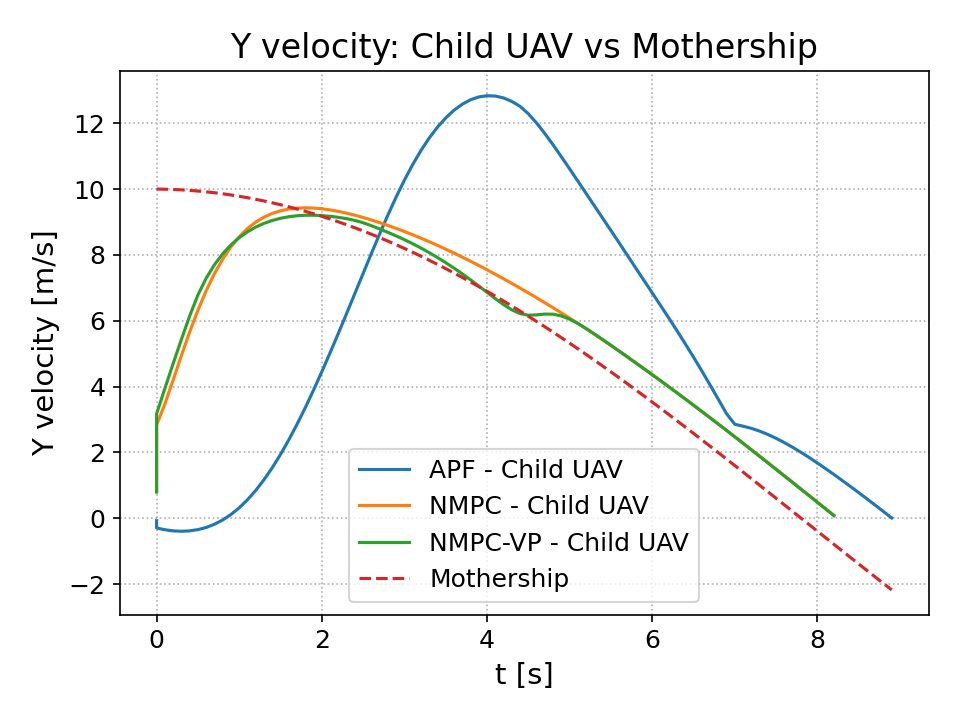 Y velocity: Child UAV vs Mothership
Y velocity [m/s]
12
10
8
6
4
2
0
−2
APF - Child UAV
NMPC - Child UAV
NMPC-VP - Child UAV
Mothership
0 2 4 6 8
t [s]